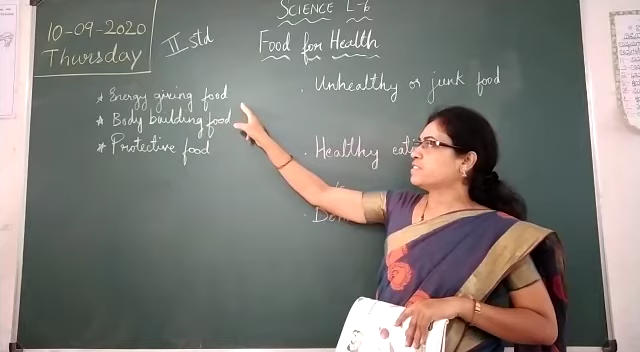 SCIENCE L-6
10-09-2020
Thursday
II std
Food for Health
* Energy giving food
* Body building food
* Protective food
. Unhealthy or junk food
. Healthy